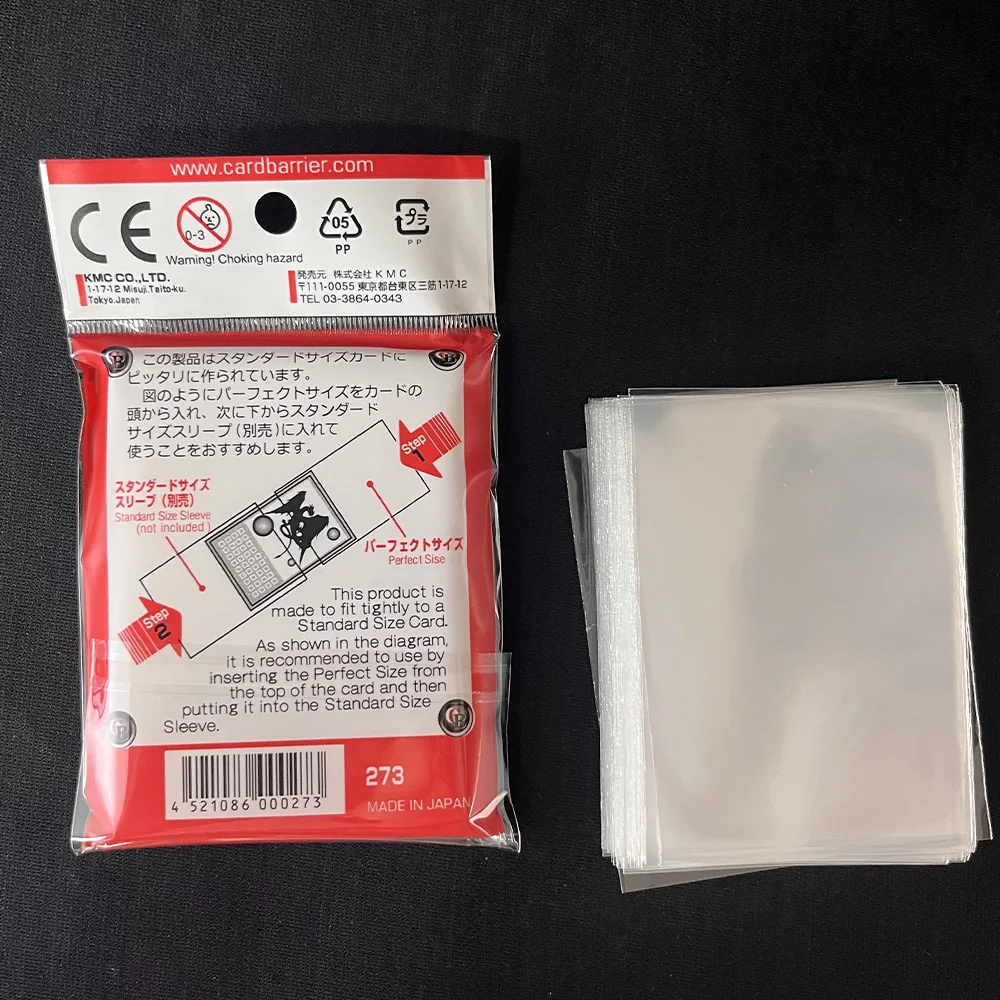 www.cardbarrier.com
CE
0-3
Warning! Choking hazard
05
PP
プラ
PP
KMC CO.,LTD.
1-17-12 Misuji.Taito-ku.
Tokyo.Japan
発売元 株式会社KMC
〒111-0055 東京都台東区三筋1-17-12
TEL 03-3864-0343
CB
CB
この製品はスタンダードサイズカードに
ピッタリに作られています。
図のようにパーフェクトサイズをカードの
頭から入れ、次に下からスタンダード
サイズスリーブ(別売)に入れて
使うことをおすすめします。
Step
1
スタンダードサイズ
スリーブ(別売)
Standard Size Sleeve
(not included)
パーフェクトサイズ
Perfect Sise
Step
2
This product is
made to fit tightly to a
Standard Size Card.
As shown in the diagram,
it is recommended to use by
inserting the Perfect Size from
the top of the card and then
putting it into the Standard Size
Sleeve.
CB
CB
4 521086 000273
273
MADE IN JAPAN